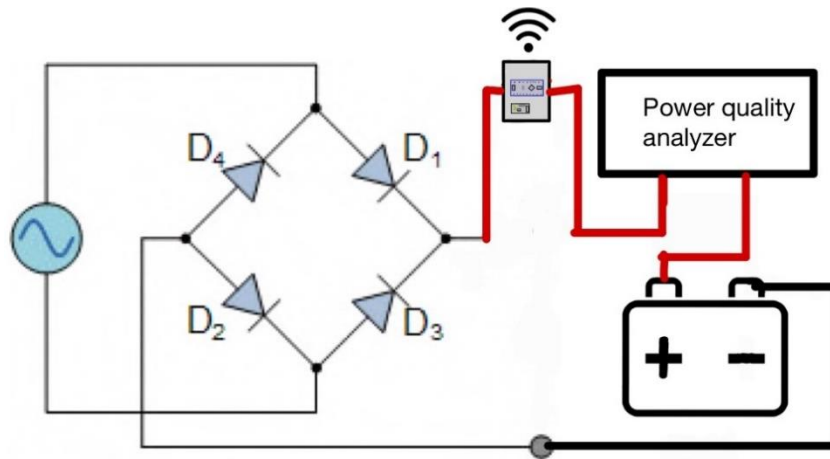 D4
D1
Power quality
analyzer
D2
D3
+
−